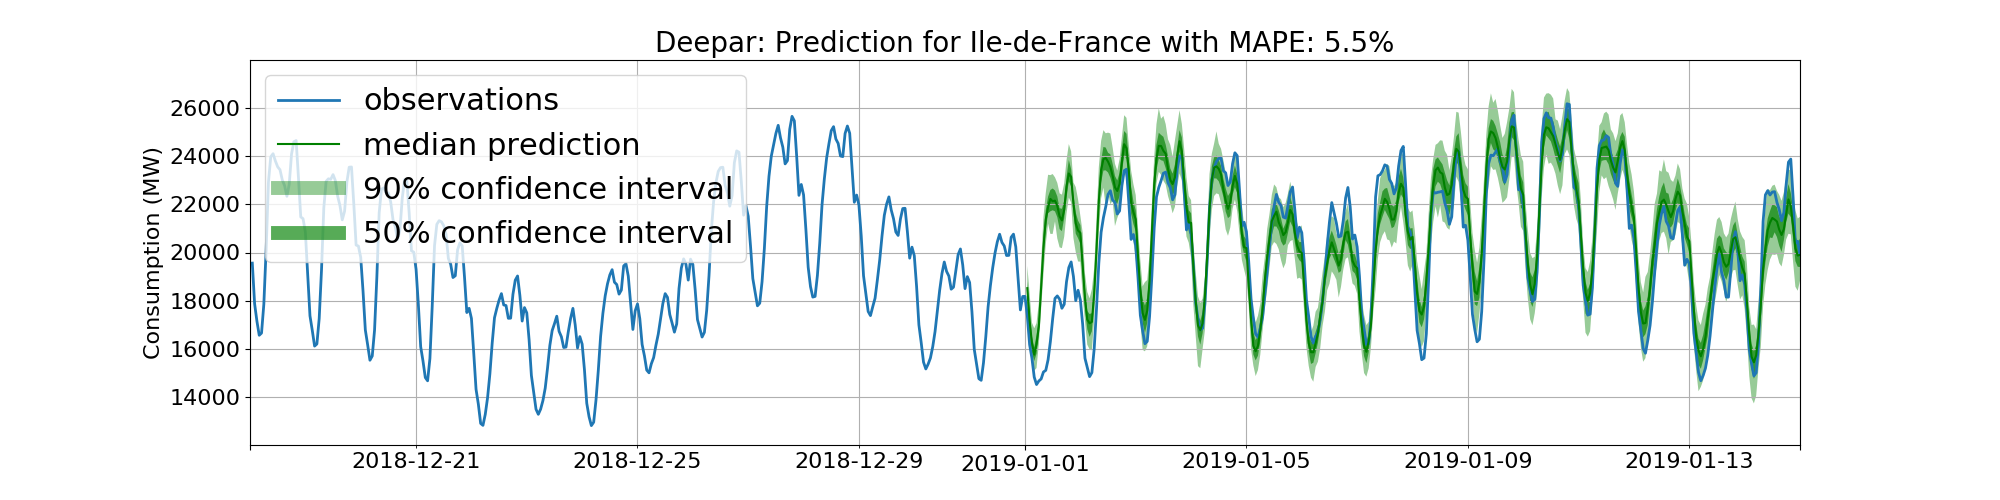 Deepar: Prediction for Ile-de-France with MAPE: 5.5%
Consumption (MW)
26000
24000
22000
20000
18000
16000
14000
observations
median prediction
90% confidence interval
50% confidence interval
2018-12-21 2018-12-25 2018-12-29 2019-01-01 2019-01-05 2019-01-09 2019-01-13